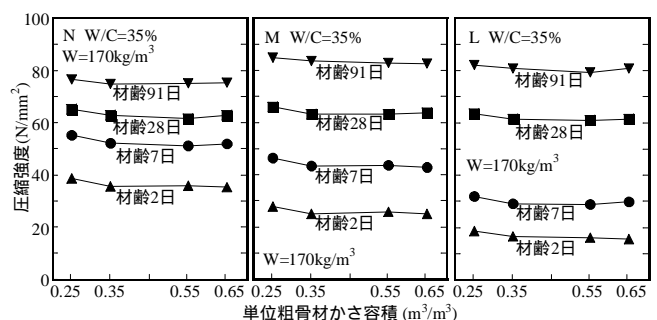 圧縮強度(N/mm²)
100
80
60
40
20
0
N W/C=35%
W=170kg/m³
材齢91日
材齢28日
材齢7日
材齢2日
0.25 0.35 0.55 0.65
M W/C=35%
材齢91日
材齢28日
材齢7日
材齢2日
W=170kg/m³
0.25 0.35 0.55 0.65
L W/C=35%
材齢91日
材齢28日
W=170kg/m³
材齢7日
材齢2日
0.25 0.35 0.55 0.65
単位粗骨材かさ容積 (m³/m³)